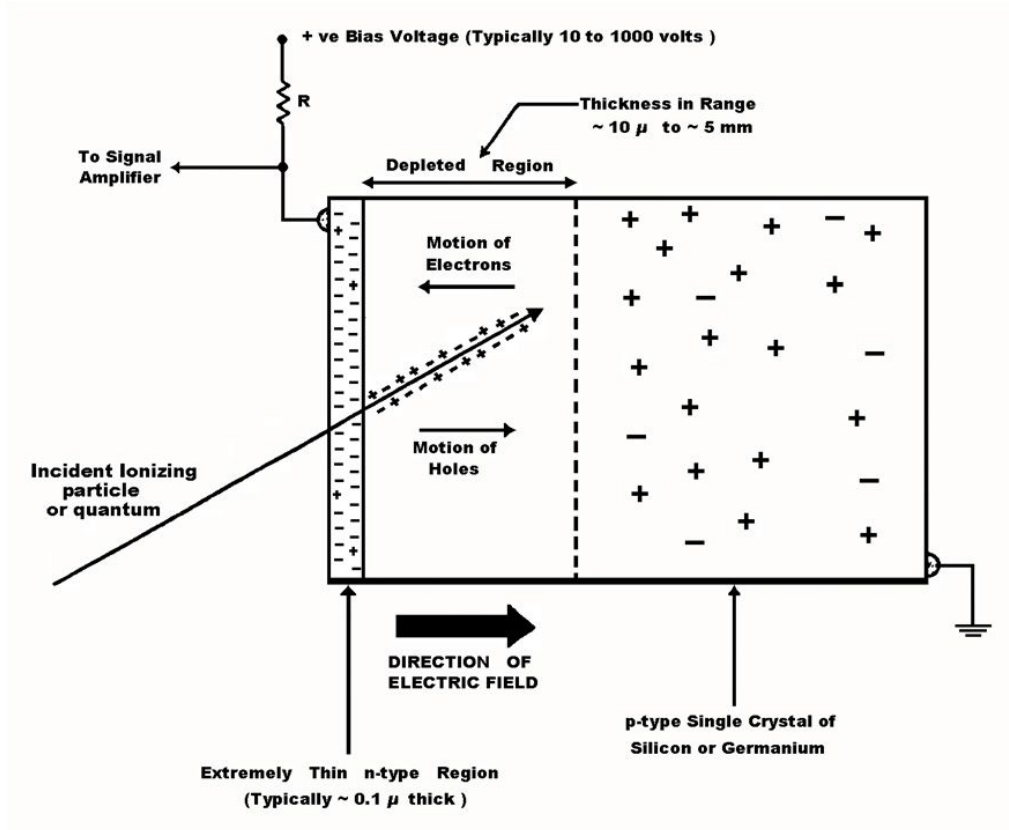 + ve Bias Voltage (Typically 10 to 1000 volts )
R
Thickness in Range
~ 10 µ to ~ 5 mm
To Signal
Amplifier
Depleted Region
Motion of
Electrons
Motion of
Holes
Incident Ionizing
particle
or quantum
DIRECTION OF
ELECTRIC FIELD
p-type Single Crystal of
Silicon or Germanium
Extremely Thin n-type Region
(Typically ~ 0.1 µ thick )